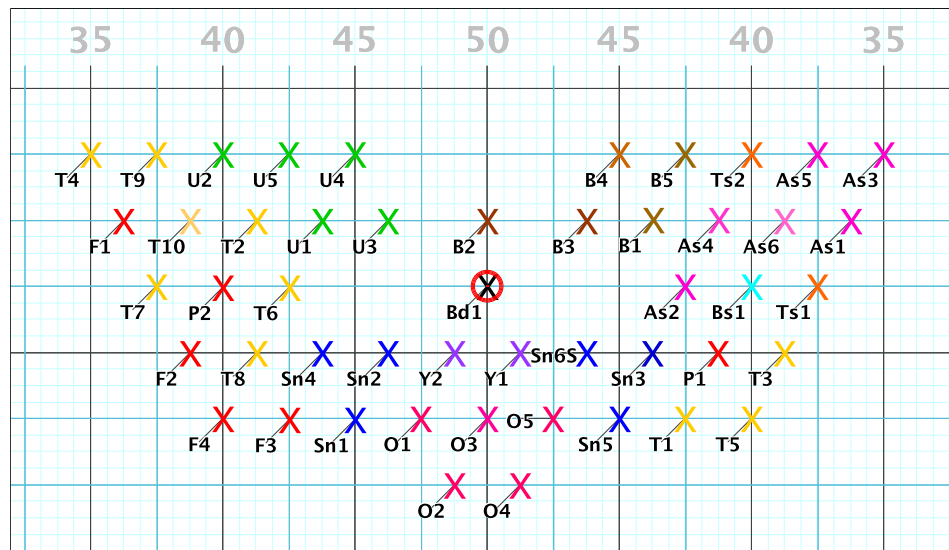 35 40 45 50 45 40 35
T4 T9 U2 U5 U4 B4 B5 Ts2 As5 As3
F1 T10 T2 U1 U3 B2 B3 B1 As4 As6 As1
T7 P2 T6 Bd1 As2 Bs1 Ts1
F2 T8 Sn4 Sn2 Y2 Y1 Sn6S Sn3 P1 T3
F4 F3 Sn1 O1 O3 O5 Sn5 T1 T5
O2 O4